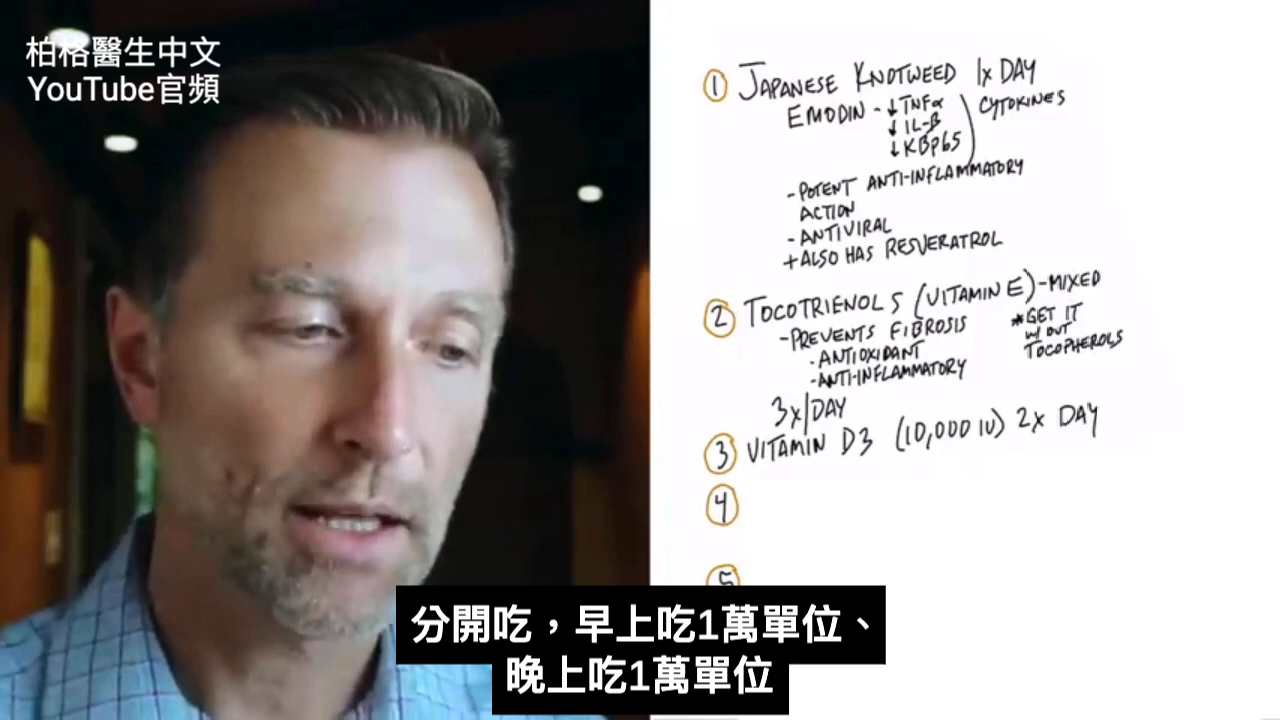 柏格醫生中文
YouTube官頻
1 JAPANESE KNOTWEED 1x DAY
EMODIN - ↓TNFα
↓IL-β
↓KBp65
CYTOKINES
- POTENT ANTI-INFLAMMATORY
ACTION
- ANTIVIRAL
+ ALSO HAS RESVERATROL
2 TOCOTRIENOLS (VITAMIN E) - MIXED
- PREVENTS FIBROSIS
- ANTIOXIDANT
- ANTI-INFLAMMATORY
*GET IT
w/out
TOCOPHEROLS
3x/DAY
3 VITAMIN D3 (10,000 IU) 2x DAY
4
5
分開吃，早上吃1萬單位、
晚上吃1萬單位